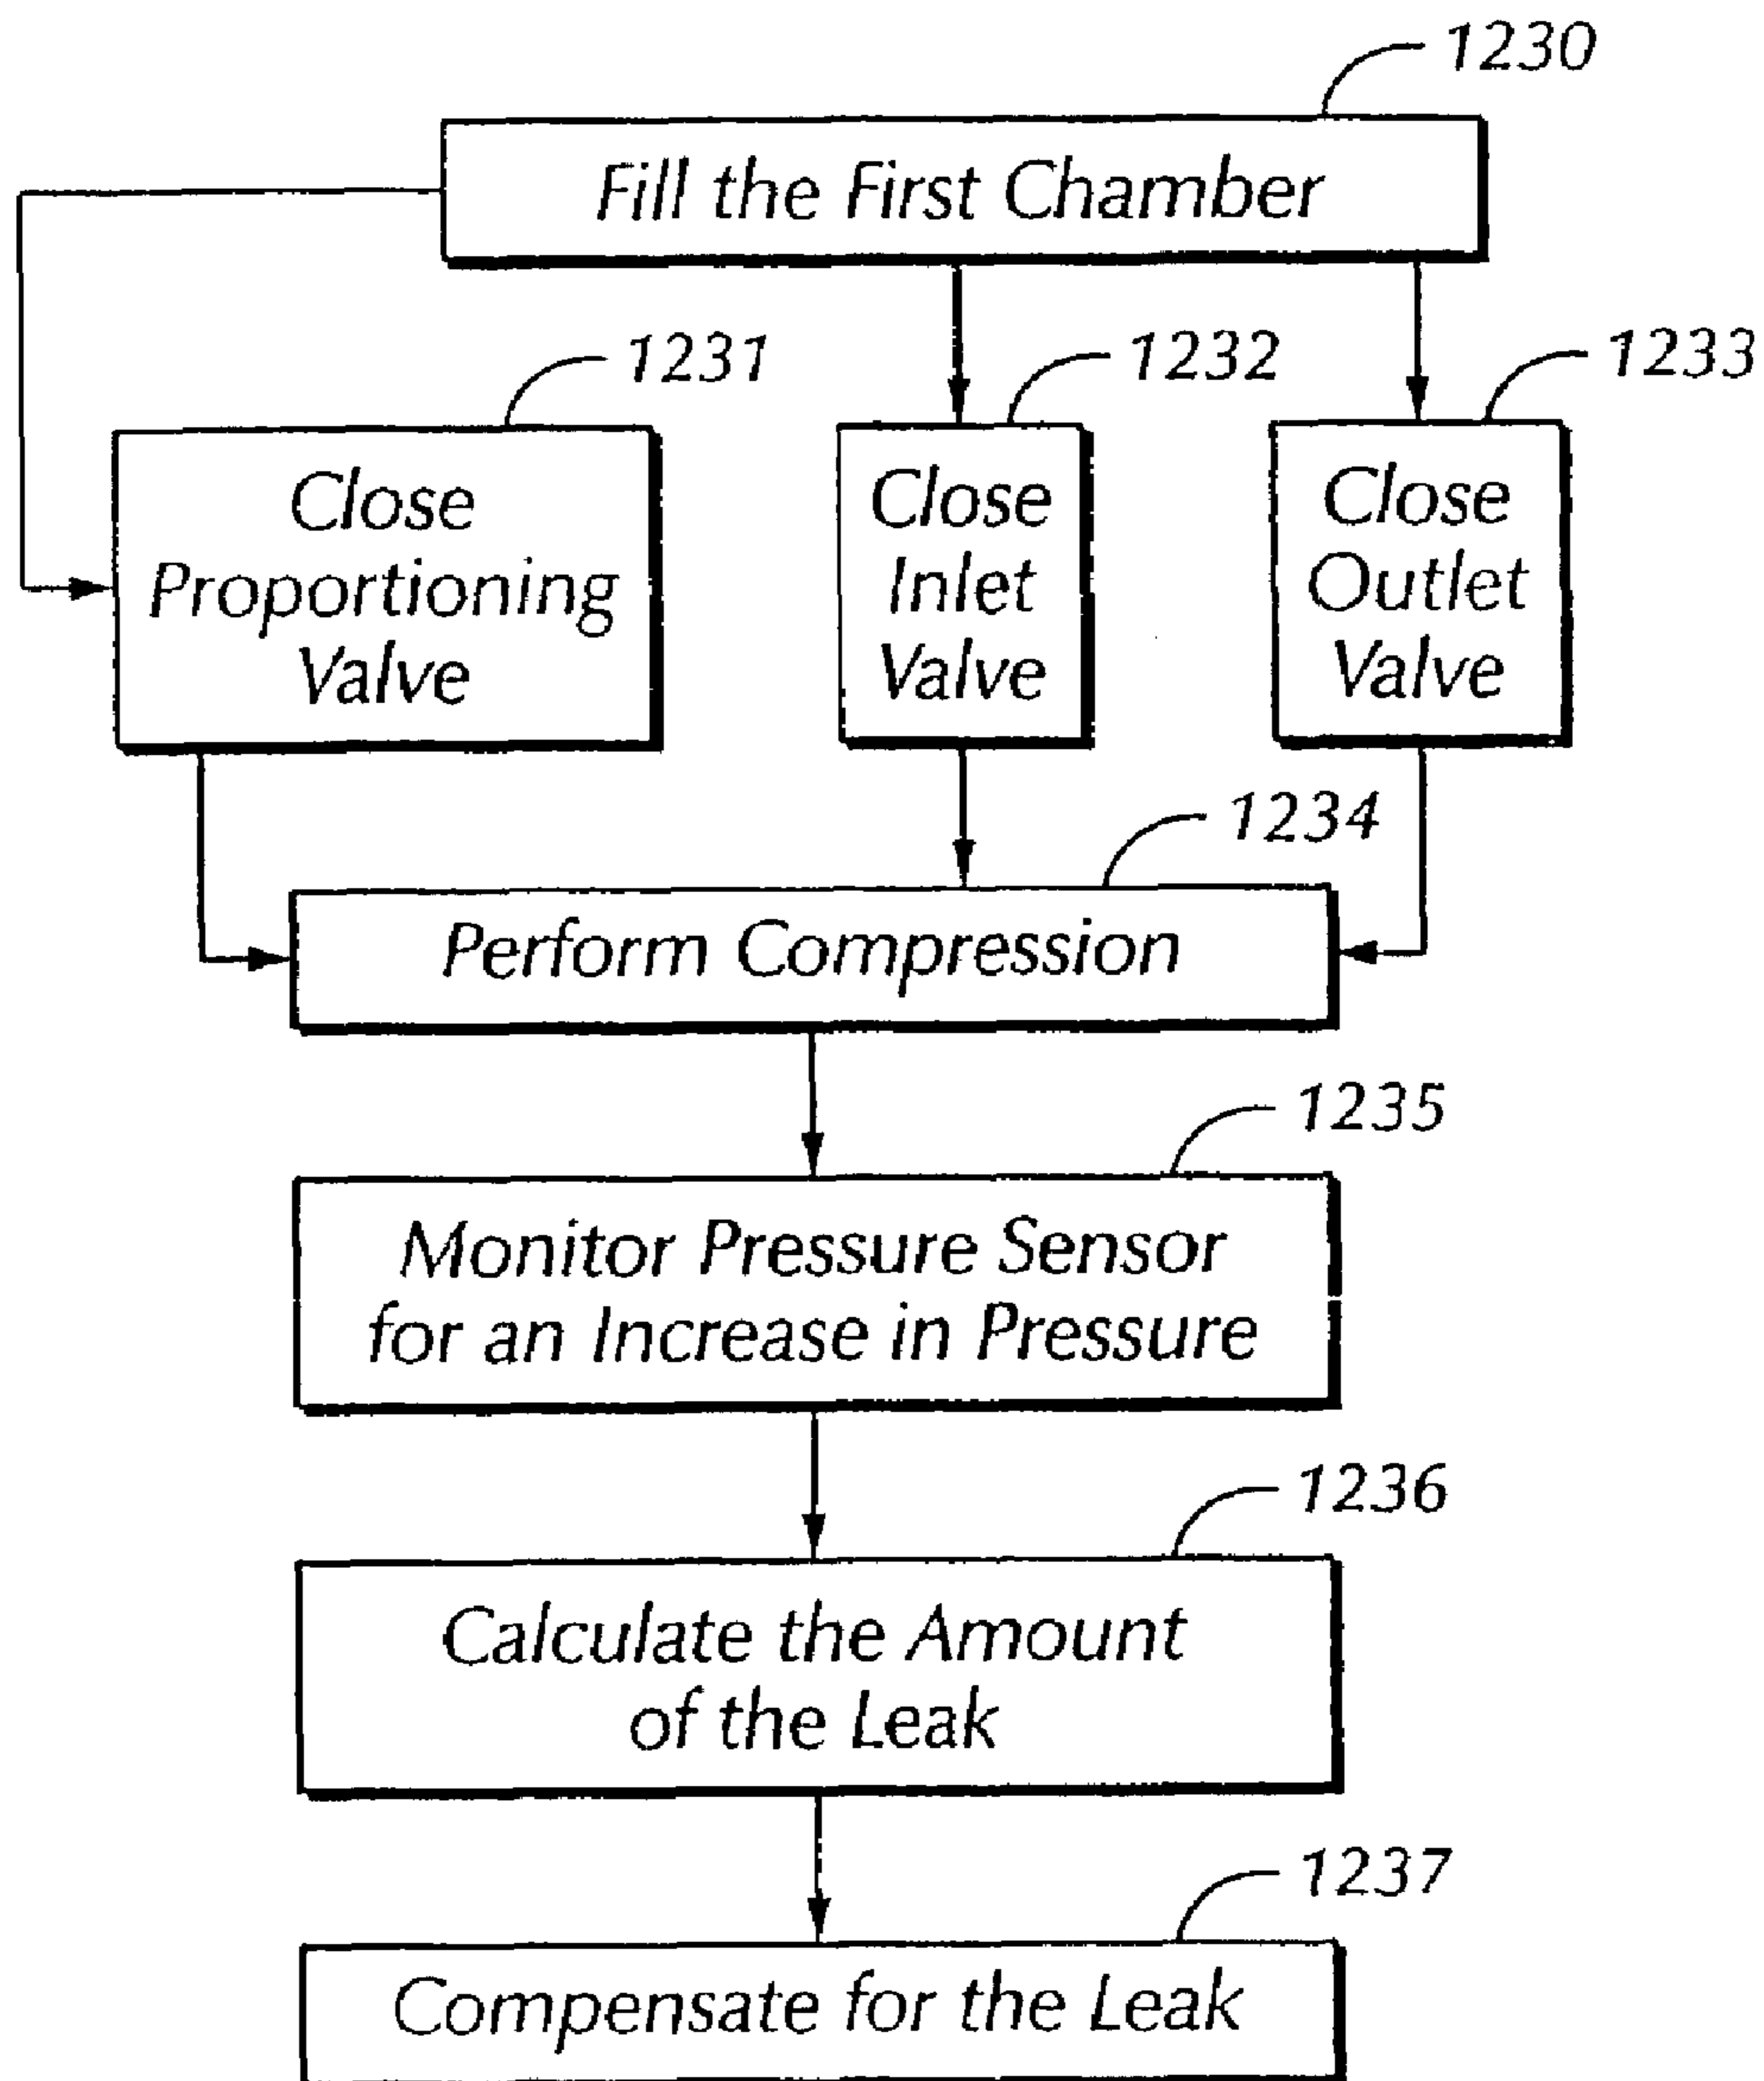 1230
Fill the First Chamber
1231
1232
1233
Close
Proportioning
Valve
Close
Inlet
Valve
Close
Outlet
Valve
1234
Perform Compression
1235
Monitor Pressure Sensor
for an Increase in Pressure
1236
Calculate the Amount
of the Leak
1237
Compensate for the Leak